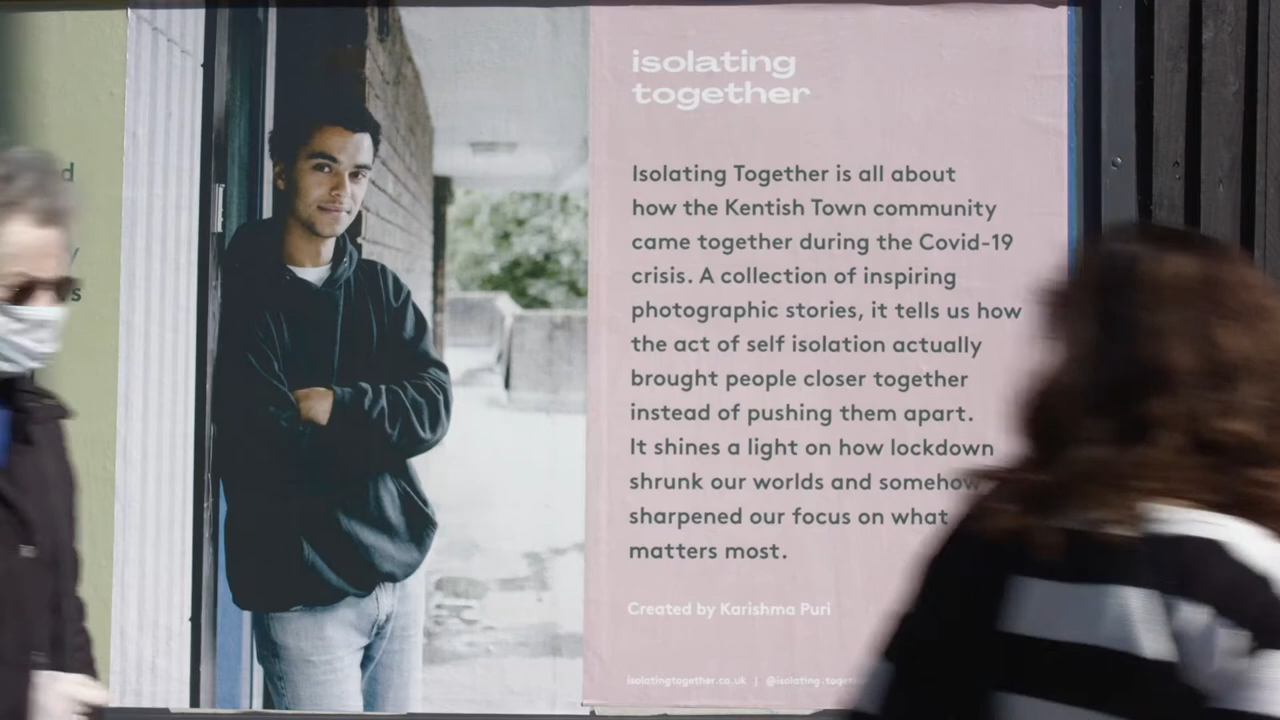 isolating
together
Isolating Together is all about
how the Kentish Town community
came together during the Covid-19
crisis. A collection of inspiring
photographic stories, it tells us how
the act of self isolation actually
brought people closer together
instead of pushing them apart.
It shines a light on how lockdown
shrunk our worlds and somehow
sharpened our focus on what
matters most.
Created by Karishma Puri
isolatingtogether.co.uk |